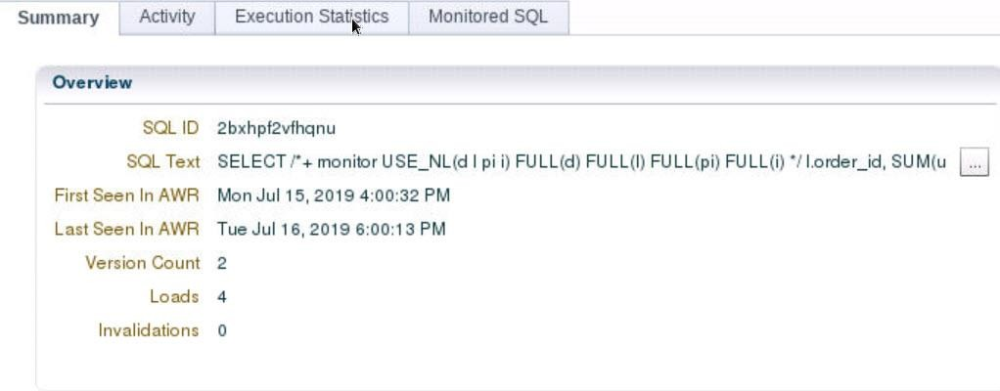 Summary Activity Execution Statistics Monitored SQL
Overview
SQL ID 2bxhpf2vfhqnu
SQL Text SELECT /*+ monitor USE_NL(d l pi i) FULL(d) FULL(l) FULL(pi) FULL(i) */ l.order_id, SUM(u ...
First Seen In AWR Mon Jul 15, 2019 4:00:32 PM
Last Seen In AWR Tue Jul 16, 2019 6:00:13 PM
Version Count 2
Loads 4
Invalidations 0